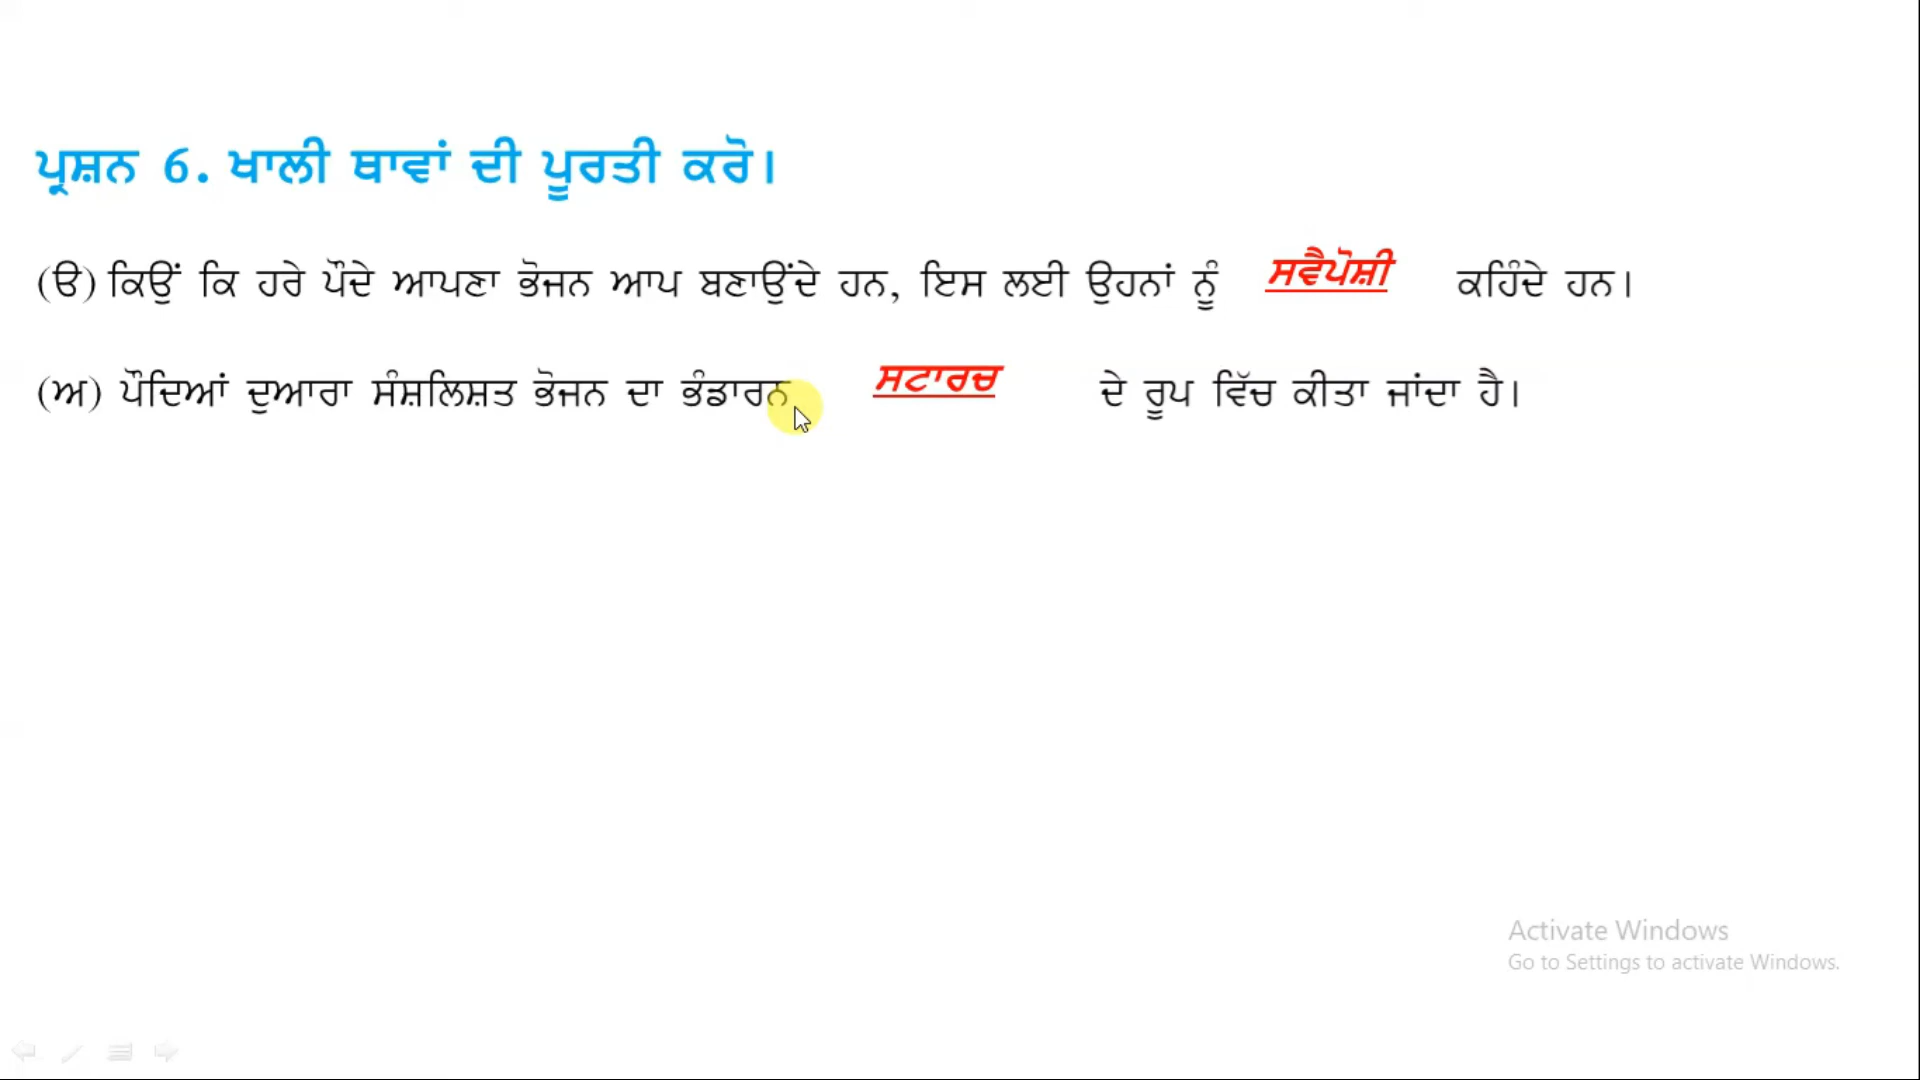 ਪ੍ਰਸ਼ਨ 6. ਖਾਲੀ ਥਾਵਾਂ ਦੀ ਪੂਰਤੀ ਕਰੋ।
(ੳ) ਕਿਉਂ ਕਿ ਹਰੇ ਪੌਦੇ ਆਪਣਾ ਭੋਜਨ ਆਪ ਬਣਾਉਂਦੇ ਹਨ, ਇਸ ਲਈ ਉਹਨਾਂ ਨੂੰ ਸਵੈਪੋਸ਼ੀ ਕਹਿੰਦੇ ਹਨ।
(ਅ) ਪੌਦਿਆਂ ਦੁਆਰਾ ਸੰਸ਼ਲਿਸ਼ਤ ਭੋਜਨ ਦਾ ਭੰਡਾਰਨ ਸਟਾਰਚ ਦੇ ਰੂਪ ਵਿੱਚ ਕੀਤਾ ਜਾਂਦਾ ਹੈ।
Activate Windows
Go to Settings to activate Windows.